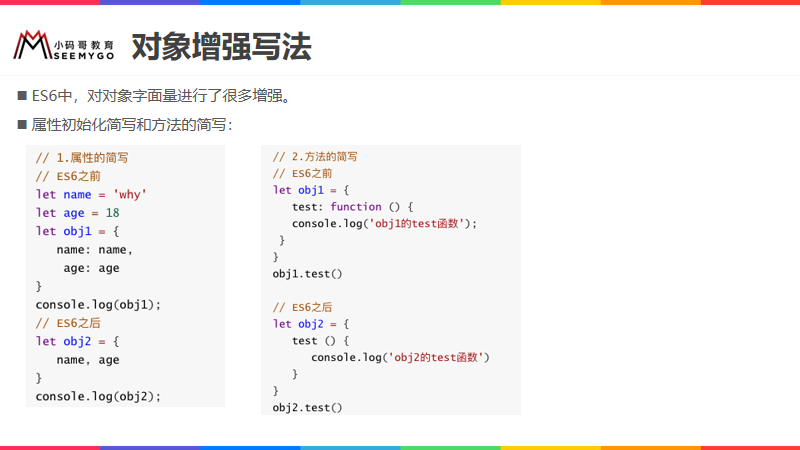 小码哥教育
SEEMYGO
对象增强写法
ES6中，对对象字面量进行了很多增强。
属性初始化简写和方法的简写：
// 1.属性的简写
// ES6之前
let name = 'why'
let age = 18
let obj1 = {
name: name,
age: age
}
console.log(obj1);
// ES6之后
let obj2 = {
name, age
}
console.log(obj2);
// 2.方法的简写
// ES6之前
let obj1 = {
test: function () {
console.log('obj1的test函数');
}
}
obj1.test()
// ES6之后
let obj2 = {
test () {
console.log('obj2的test函数')
}
}
obj2.test()